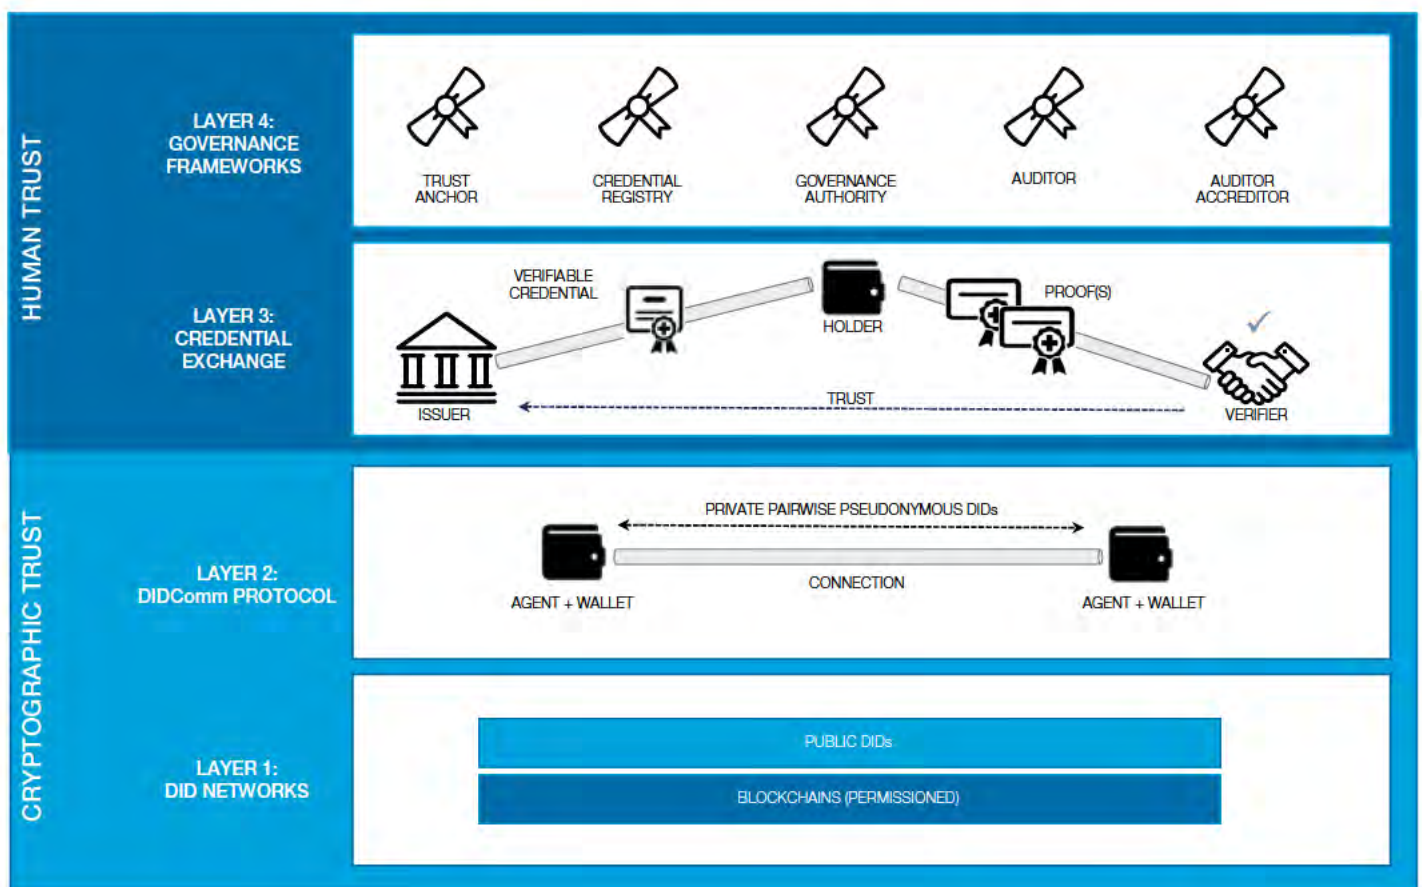 HUMAN TRUST
LAYER 4:
GOVERNANCE
FRAMEWORKS
TRUST
ANCHOR
CREDENTIAL
REGISTRY
GOVERNANCE
AUTHORITY
AUDITOR
AUDITOR
ACCREDITOR
LAYER 3:
CREDENTIAL
EXCHANGE
VERIFIABLE
CREDENTIAL
HOLDER
PROOF(S)
ISSUER
TRUST
VERIFIER
CRYPTOGRAPHIC TRUST
LAYER 2:
DIDComm PROTOCOL
PRIVATE PAIRWISE PSEUDONYMOUS DIDs
CONNECTION
AGENT + WALLET
AGENT + WALLET
LAYER 1:
DID NETWORKS
PUBLIC DIDs
BLOCKCHAINS (PERMISSIONED)